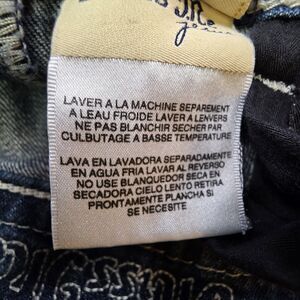 J.R.
LAVER A LA MACHINE SEPAREMENT
A LEAU FROIDE LAVER A LENVERS
NE PAS BLANCHIR SECHER PAR
CULBUTAGE A BASSE TEMPERATURE
LAVA EN LAVADORA SEPARADAMENTE
EN AGUA FRIA LAVAR AL REVERSO
NO USE BLANQUEDOR SECA EN
SECADORA CIELO LENTO RETIRA
PRONTAMENTE PLANCHA SI
SE NECESITE